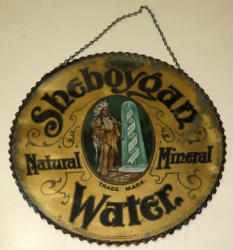 Sheboygan
Natural Mineral
TRADE MARK.
Water.